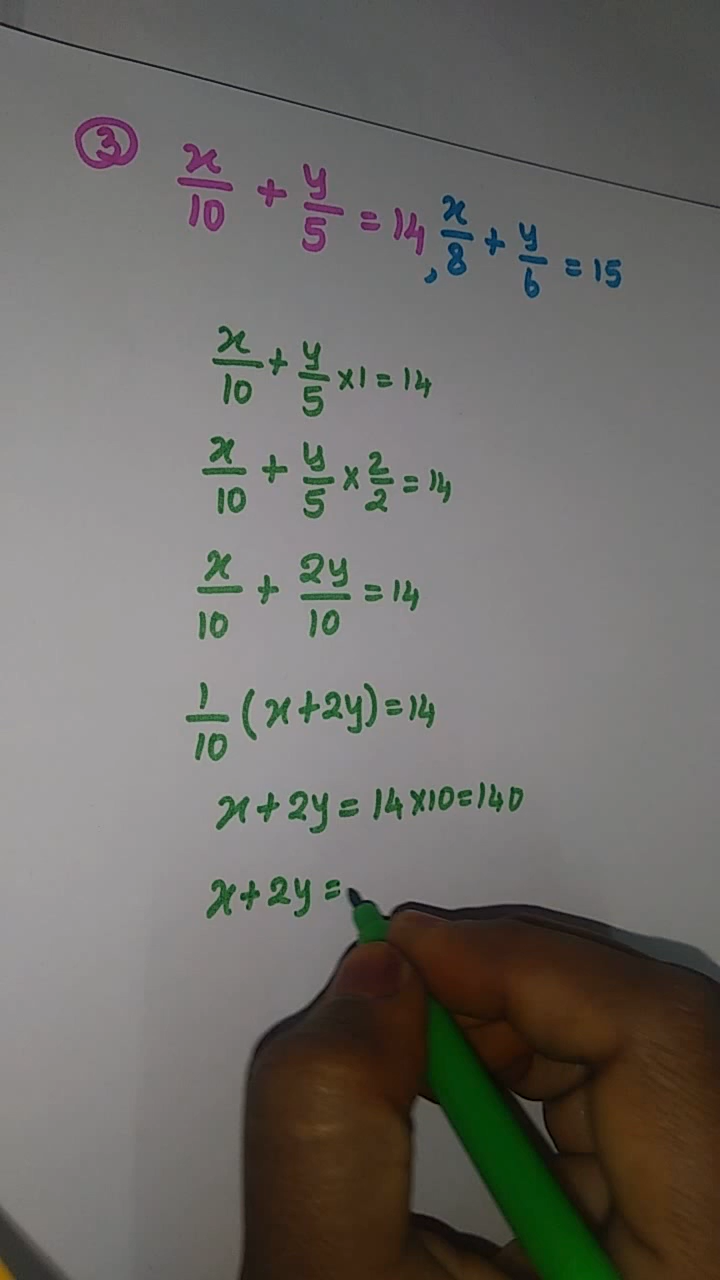 ③ x/10 + y/5 = 14, x/8 + y/6 = 15
x/10 + y/5 × 1 = 14
x/10 + y/5 × 2/2 = 14
x/10 + 2y/10 = 14
1/10 (x + 2y) = 14
x + 2y = 14 × 10 = 140
x + 2y =